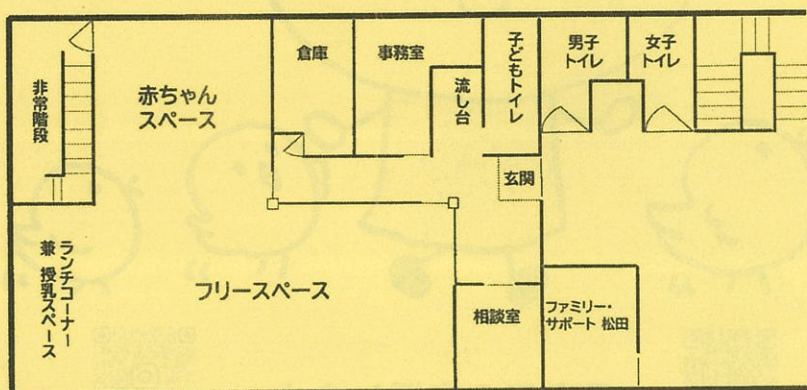 非常階段
赤ちゃん
スペース
倉庫
事務室
流し台
子どもトイレ
男子
トイレ
女子
トイレ
玄関
ランチコーナー
兼 授乳スペース
フリースペース
相談室
ファミリー・
サポート 松田